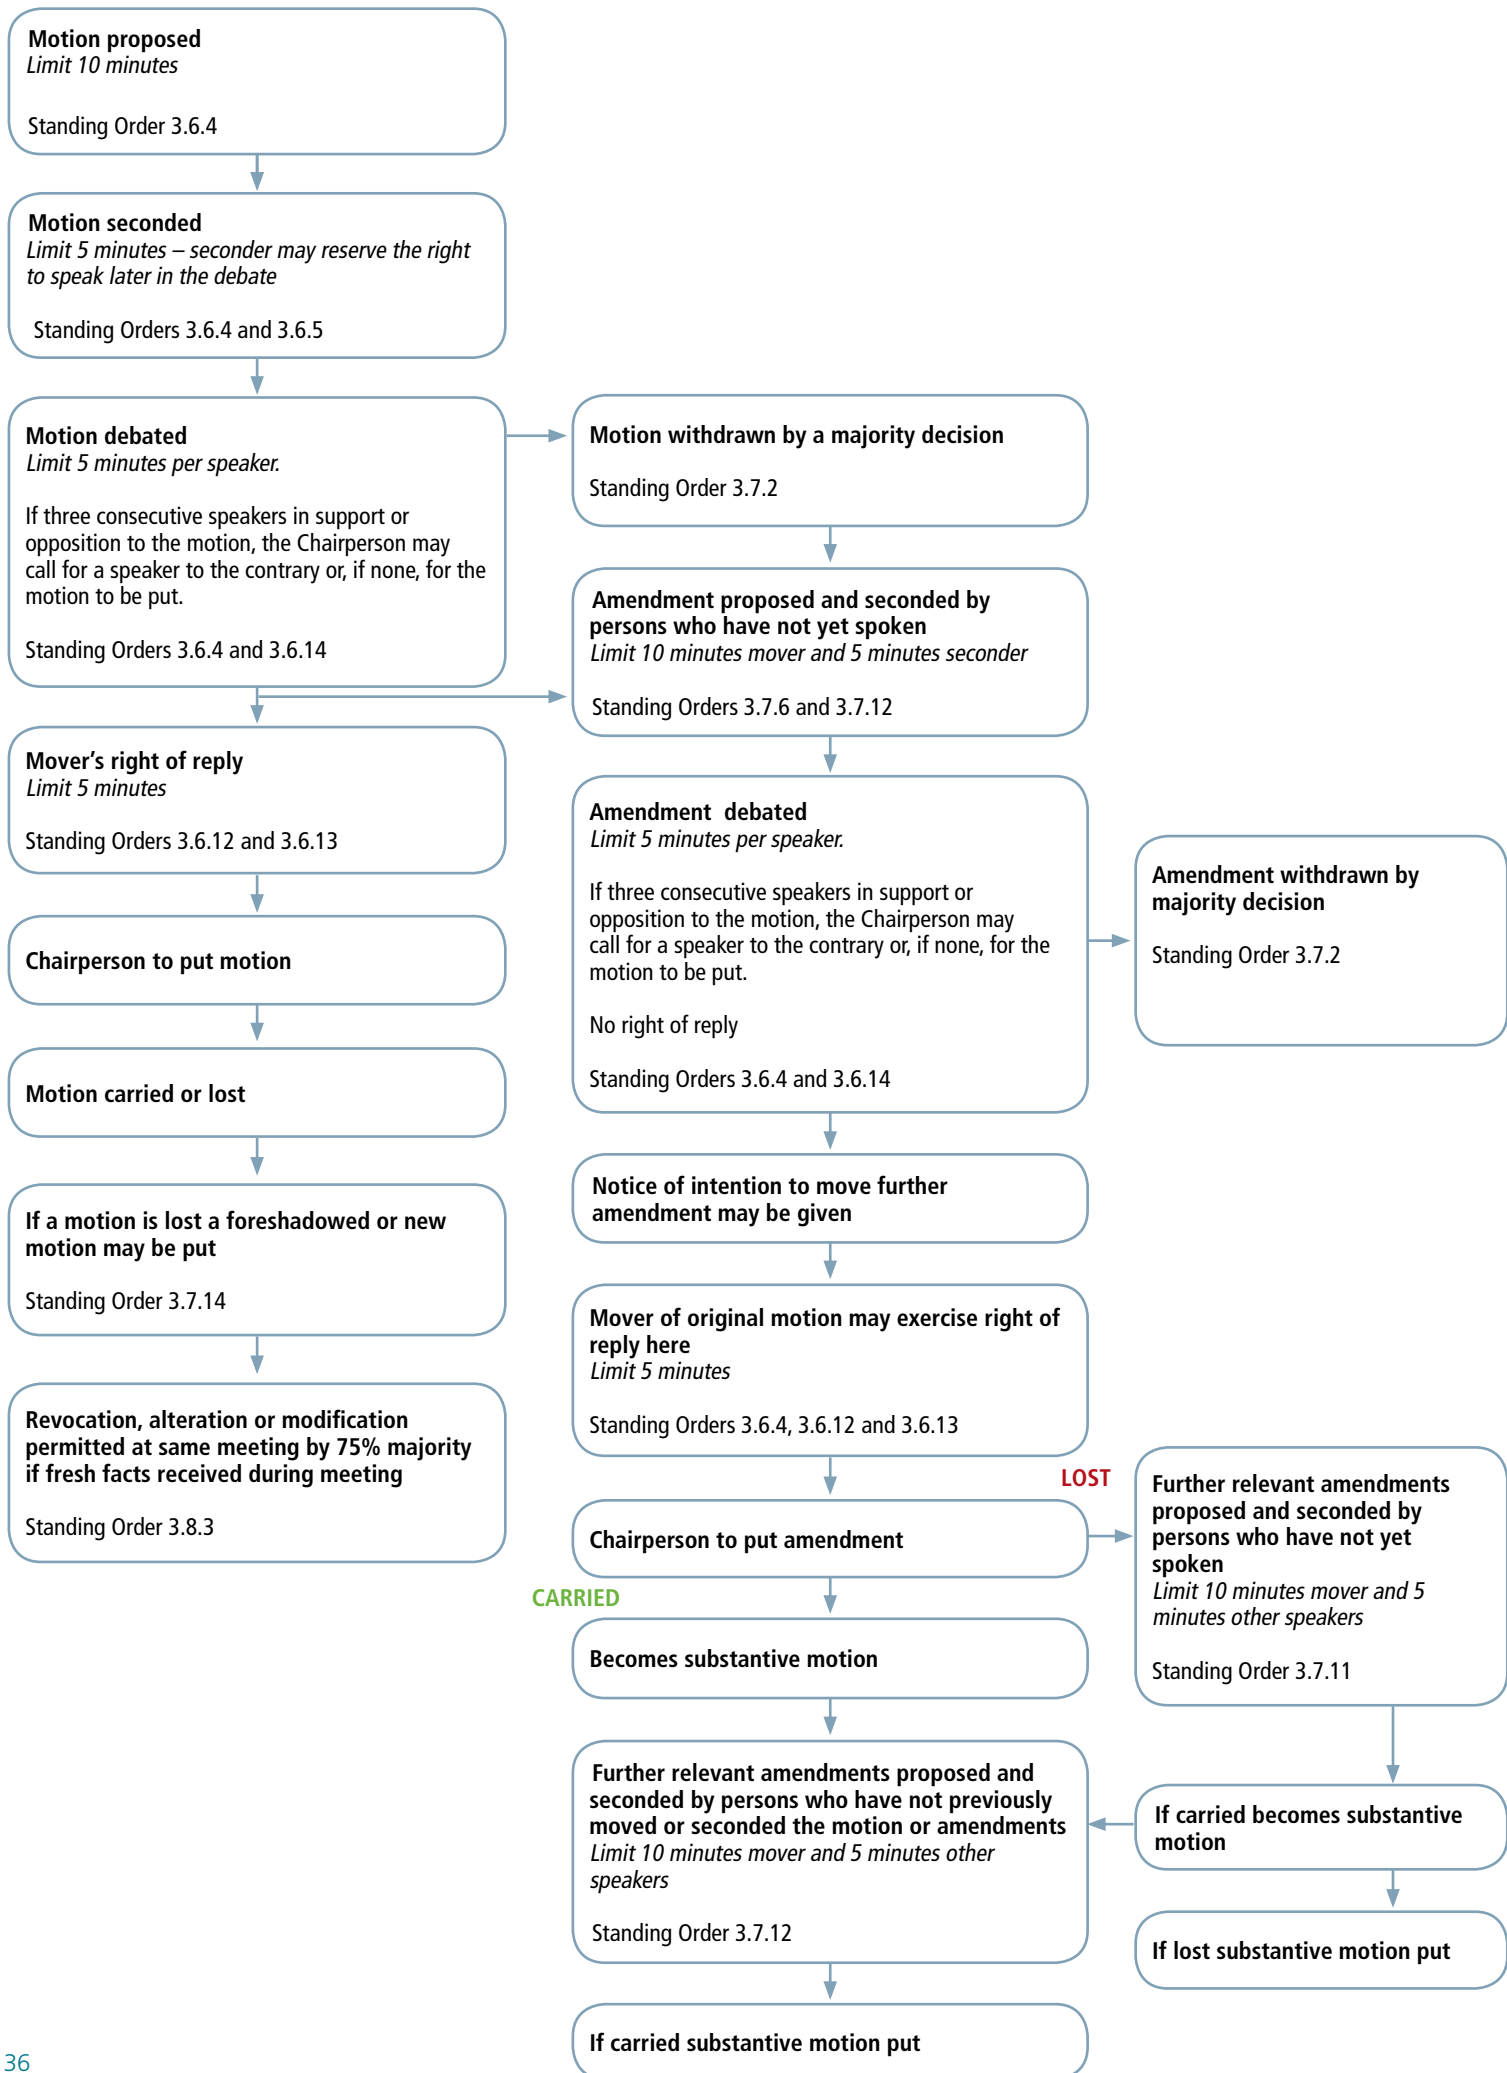 Motion proposed
Limit 10 minutes
Standing Order 3.6.4
Motion seconded
Limit 5 minutes – seconder may reserve the right
to speak later in the debate
Standing Orders 3.6.4 and 3.6.5
Motion debated
Limit 5 minutes per speaker.
If three consecutive speakers in support or
opposition to the motion, the Chairperson may
call for a speaker to the contrary or, if none, for the
motion to be put.
Standing Orders 3.6.4 and 3.6.14
Mover's right of reply
Limit 5 minutes
Standing Orders 3.6.12 and 3.6.13
Chairperson to put motion
Motion carried or lost
If a motion is lost a foreshadowed or new
motion may be put
Standing Order 3.7.14
Revocation, alteration or modification
permitted at same meeting by 75% majority
if fresh facts received during meeting
Standing Order 3.8.3
Motion withdrawn by a majority decision
Standing Order 3.7.2
Amendment proposed and seconded by
persons who have not yet spoken
Limit 10 minutes mover and 5 minutes seconder
Standing Orders 3.7.6 and 3.7.12
Amendment debated
Limit 5 minutes per speaker.
If three consecutive speakers in support or
opposition to the motion, the Chairperson may
call for a speaker to the contrary or, if none, for the
motion to be put.
No right of reply
Standing Orders 3.6.4 and 3.6.14
Amendment withdrawn by
majority decision
Standing Order 3.7.2
Notice of intention to move further
amendment may be given
Mover of original motion may exercise right of
reply here
Limit 5 minutes
Standing Orders 3.6.4, 3.6.12 and 3.6.13
Chairperson to put amendment
LOST
Further relevant amendments
proposed and seconded by
persons who have not yet
spoken
Limit 10 minutes mover and 5
minutes other speakers
Standing Order 3.7.11
CARRIED
Becomes substantive motion
Further relevant amendments proposed and
seconded by persons who have not previously
moved or seconded the motion or amendments
Limit 10 minutes mover and 5 minutes other
speakers
Standing Order 3.7.12
If carried becomes substantive
motion
If lost substantive motion put
If carried substantive motion put
36